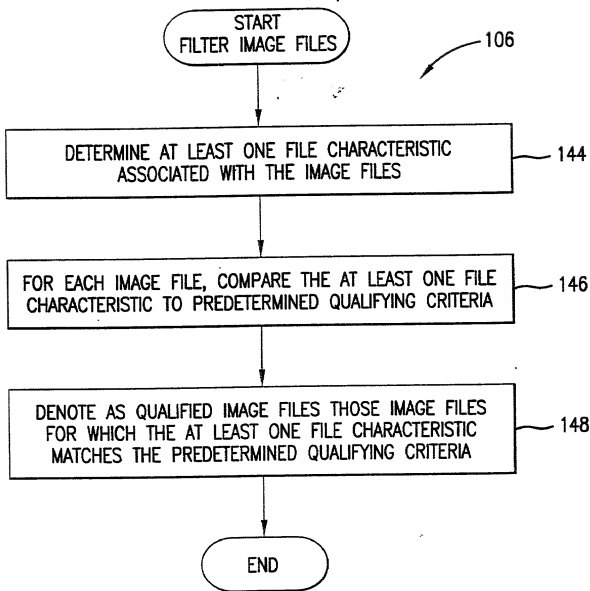 START
FILTER IMAGE FILES
106
DETERMINE AT LEAST ONE FILE CHARACTERISTIC
ASSOCIATED WITH THE IMAGE FILES
144
FOR EACH IMAGE FILE, COMPARE THE AT LEAST ONE FILE
CHARACTERISTIC TO PREDETERMINED QUALIFYING CRITERIA
146
DENOTE AS QUALIFIED IMAGE FILES THOSE IMAGE FILES
FOR WHICH THE AT LEAST ONE FILE CHARACTERISTIC
MATCHES THE PREDETERMINED QUALIFYING CRITERIA
148
END